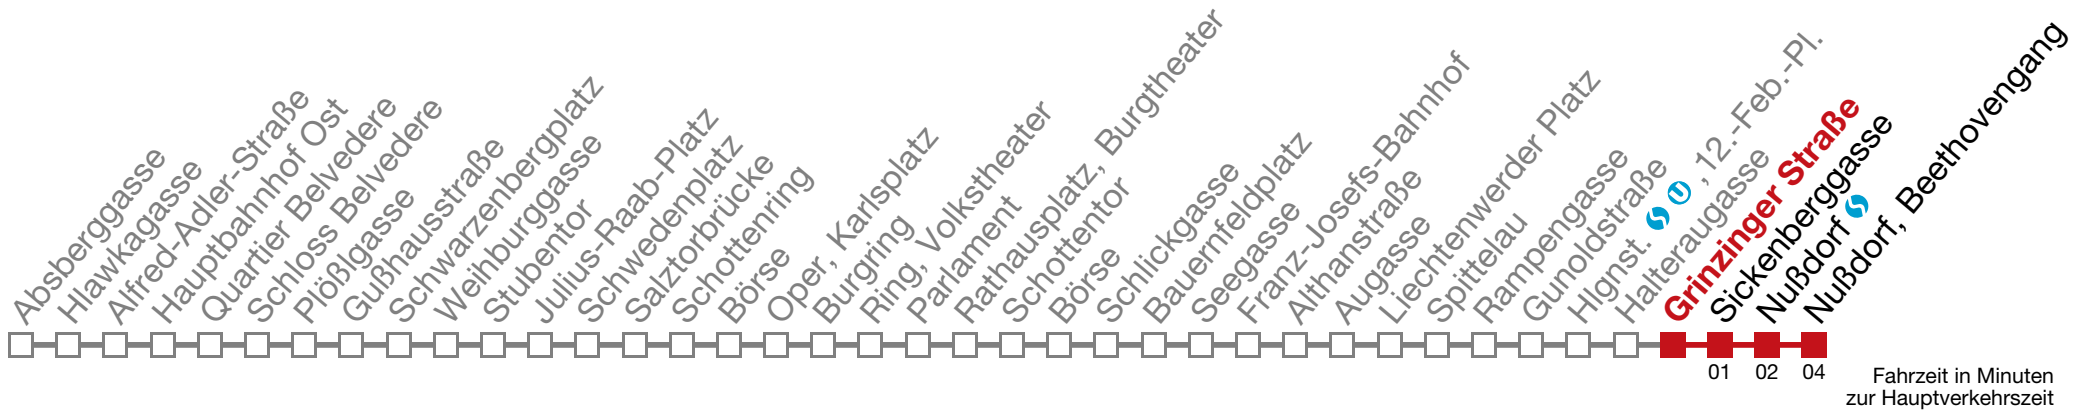 Absberggasse
Hlawkagasse
Alfred-Adler-Straße
Hauptbahnhof Ost
Quartier Belvedere
Schloss Belvedere
Plößlgasse
Gußhausstraße
Schwarzenbergplatz
Weihburggasse
Stubentor
Julius-Raab-Platz
Schwedenplatz
Salztorbrücke
Schottenring
Börse
Oper, Karlsplatz
Burgring
Ring, Volkstheater
Parlament
Rathausplatz, Burgtheater
Schottentor
Börse
Schlickgasse
Bauernfeldplatz
Seegasse
Franz-Josefs-Bahnhof
Althanstraße
Augasse
Liechtenwerder Platz
Spittelau
Rampengasse
Gunoldstraße
Hlgnst. S U , 12.-Feb.-Pl.
Halteraugasse
Grinzinger Straße
Sickenberggasse
Nußdorf S
Nußdorf, Beethovengang
01 02 04
Fahrzeit in Minuten
zur Hauptverkehrszeit